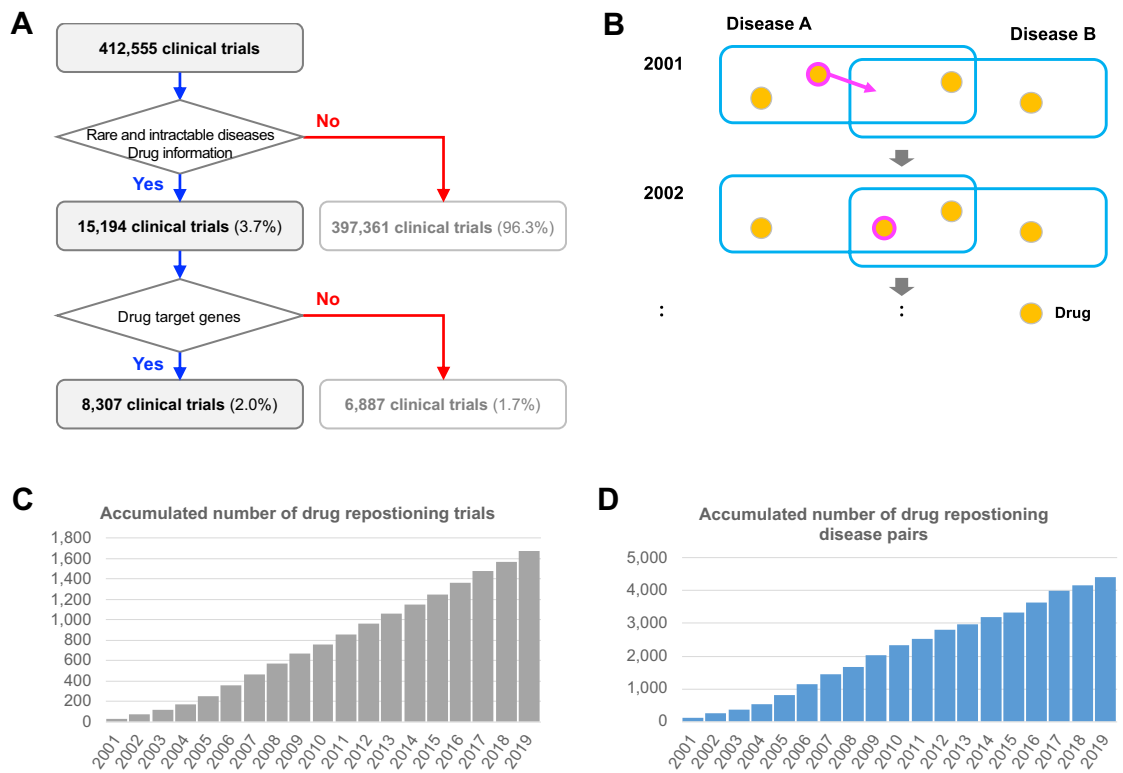 A
412,555 clinical trials
Rare and intractable diseases
Drug information
No
Yes
15,194 clinical trials (3.7%)
397,361 clinical trials (96.3%)
Drug target genes
No
Yes
8,307 clinical trials (2.0%)
6,887 clinical trials (1.7%)
B
Disease A
Disease B
2001
2002
:
:
Drug
C
Accumulated number of drug repostioning trials
1,800
1,600
1,400
1,200
1,000
800
600
400
200
0
2001
2002
2003
2004
2005
2006
2007
2008
2009
2010
2011
2012
2013
2014
2015
2016
2017
2018
2019
D
Accumulated number of drug repostioning
disease pairs
5,000
4,000
3,000
2,000
1,000
0
2001
2002
2003
2004
2005
2006
2007
2008
2009
2010
2011
2012
2013
2014
2015
2016
2017
2018
2019